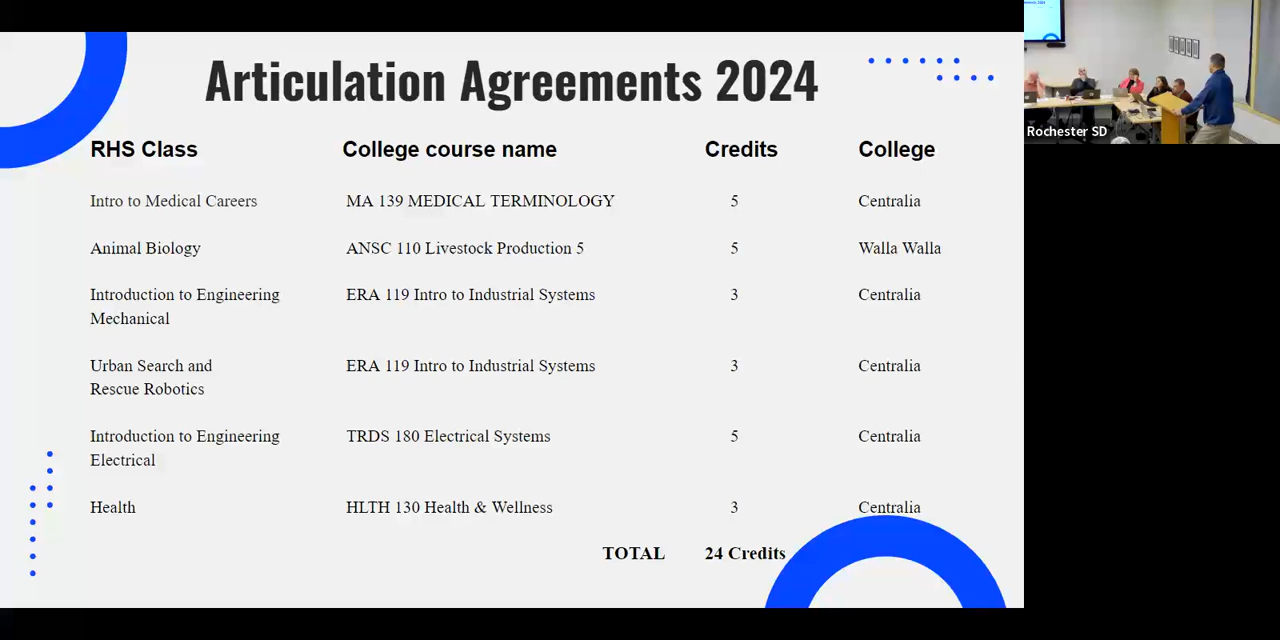 Articulation Agreements 2024
RHS Class College course name Credits College
Intro to Medical Careers MA 139 MEDICAL TERMINOLOGY 5 Centralia
Animal Biology ANSC 110 Livestock Production 5 5 Walla Walla
Introduction to Engineering ERA 119 Intro to Industrial Systems 3 Centralia
Mechanical
Urban Search and ERA 119 Intro to Industrial Systems 3 Centralia
Rescue Robotics
Introduction to Engineering TRDS 180 Electrical Systems 5 Centralia
Electrical
Health HLTH 130 Health & Wellness 3 Centralia
TOTAL 24 Credits
Rochester SD